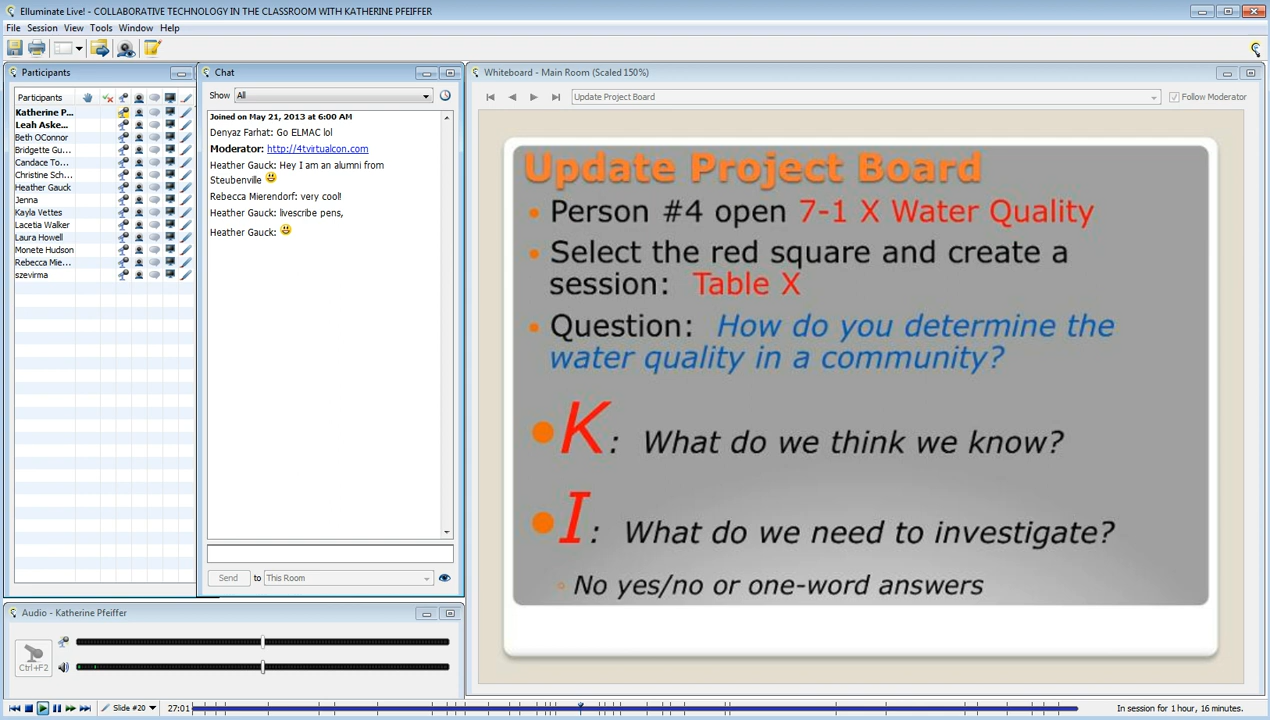 Elluminate Live! - COLLABORATIVE TECHNOLOGY IN THE CLASSROOM WITH KATHERINE PFEIFFER
File Session View Tools Window Help
Participants
Participants
Katherine P...
Leah Aske...
Beth OConnor
Bridgette Gu...
Candace To...
Christine Sch...
Heather Gauck
Jenna
Kayla Vettes
Lacetia Walker
Laura Howell
Monete Hudson
Rebecca Mie...
szevirma
Chat
Show All
Joined on May 21, 2013 at 6:00 AM
Denyaz Farhat: Go ELMAC lol
Moderator: http://4tvirtualcon.com
Heather Gauck: Hey I am an alumni from
Steubenville
Rebecca Mierendorf: very cool!
Heather Gauck: livescribe pens,
Heather Gauck:
Send to This Room
Audio - Katherine Pfeiffer
Ctrl+F2
Whiteboard - Main Room (Scaled 150%)
Update Project Board
Follow Moderator
Update Project Board
• Person #4 open 7-1 X Water Quality
• Select the red square and create a
session: Table X
• Question: How do you determine the
water quality in a community?
• K: What do we think we know?
• I: What do we need to investigate?
◦ No yes/no or one-word answers
Slide #20 27:01
In session for 1 hour, 16 minutes.